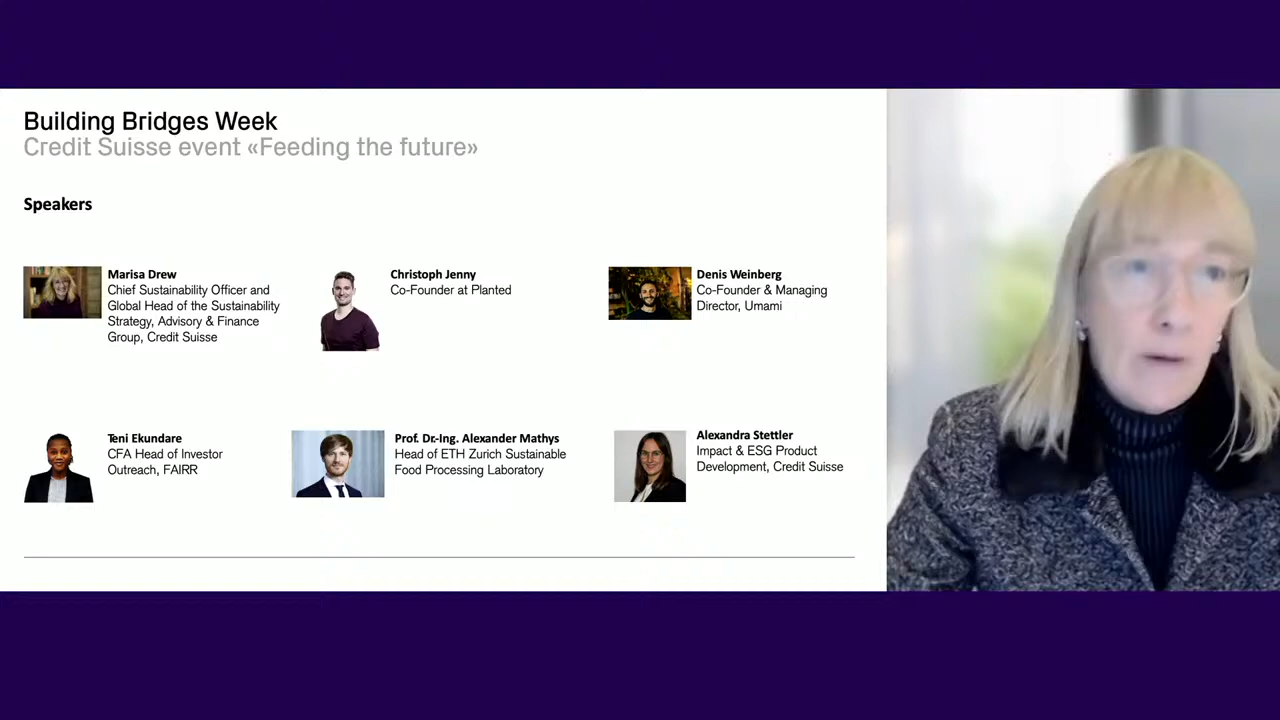 Building Bridges Week
Credit Suisse event «Feeding the future»
Speakers
Marisa Drew
Chief Sustainability Officer and
Global Head of the Sustainability
Strategy, Advisory & Finance
Group, Credit Suisse
Christoph Jenny
Co-Founder at Planted
Denis Weinberg
Co-Founder & Managing
Director, Umami
Teni Ekundare
CFA Head of Investor
Outreach, FAIRR
Prof. Dr.-Ing. Alexander Mathys
Head of ETH Zurich Sustainable
Food Processing Laboratory
Alexandra Stettler
Impact & ESG Product
Development, Credit Suisse